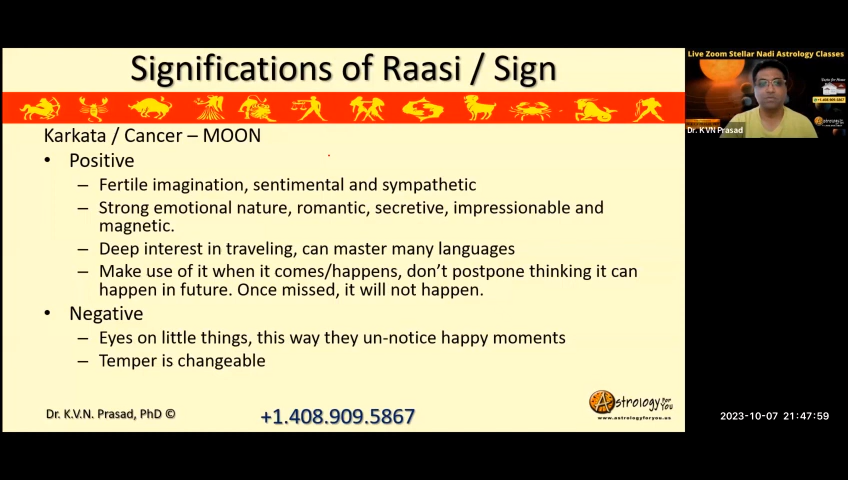 Significations of Raasi / Sign
Karkata / Cancer – MOON
• Positive
– Fertile imagination, sentimental and sympathetic
– Strong emotional nature, romantic, secretive, impressionable and
magnetic.
– Deep interest in traveling, can master many languages
– Make use of it when it comes/happens, don’t postpone thinking it can
happen in future. Once missed, it will not happen.
• Negative
– Eyes on little things, this way they un-notice happy moments
– Temper is changeable
Dr. K.V.N. Prasad, PhD ©
+1.408.909.5867
Astrology For You
www.astrologyforyou.us
Live Zoom Stellar Nadi Astrology Classes
Dr. KVN Prasad
2023-10-07 21:47:59